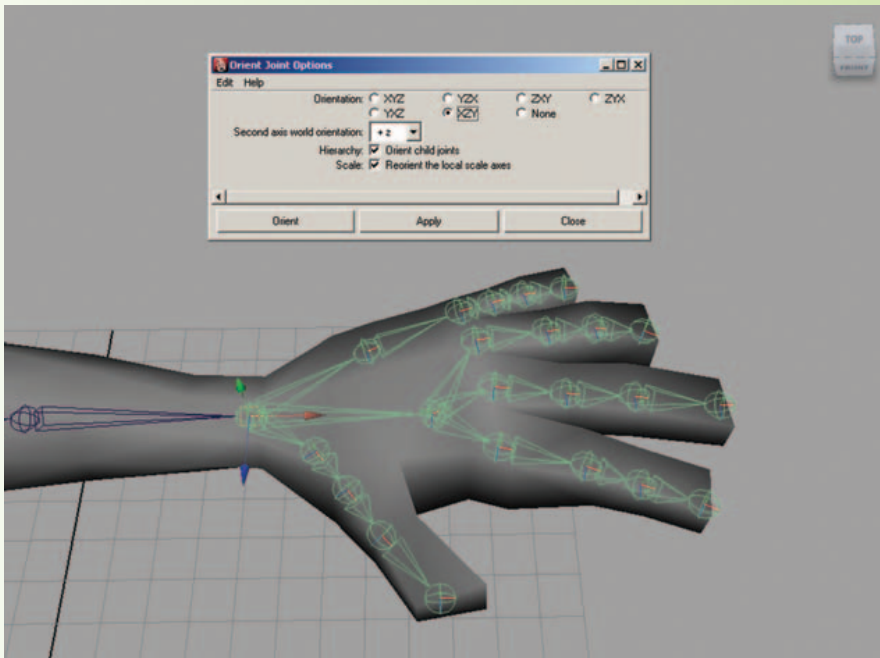 Orient Joint Options
Edit Help
Orientation: XYZ YZX ZXY ZYX
YXZ XZY None
Second axis world orientation: + z
Hierarchy: Orient child joints
Scale: Reorient the local scale axes
Orient Apply Close
TOP
FRONT